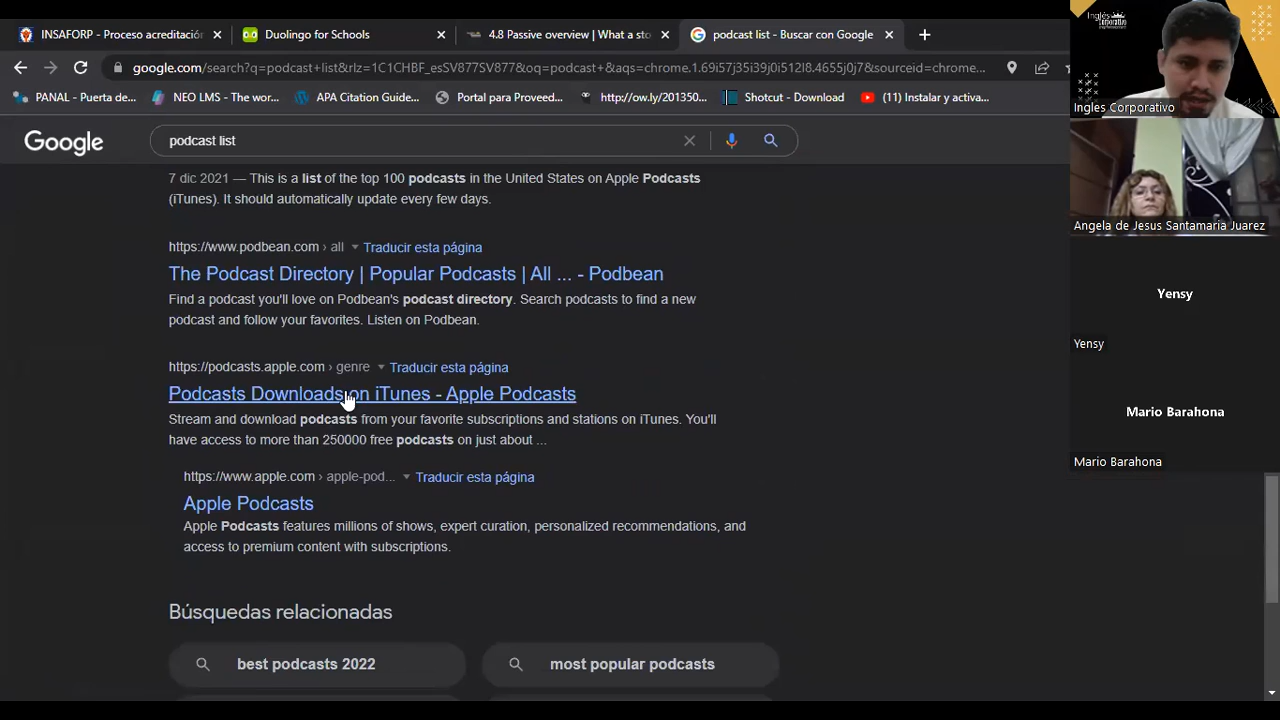 INSAFORP - Proceso acreditación
Duolingo for Schools
4.8 Passive overview | What a sto
podcast list - Buscar con Google
google.com/search?q=podcast+list&rlz=1C1CHBF_esSV877SV877&oq=podcast+&aqs=chrome.1.69i57j35i39j0i512l8.4655j0j7&sourceid=chrome...
PANAL - Puerta de...
NEO LMS - The wor...
APA Citation Guide...
Portal para Proveed...
http://ow.ly/201350...
Shotcut - Download
(11) Instalar y activa...
Google
podcast list
7 dic 2021 — This is a list of the top 100 podcasts in the United States on Apple Podcasts
(iTunes). It should automatically update every few days.
https://www.podbean.com › all Traducir esta página
The Podcast Directory | Popular Podcasts | All ... - Podbean
Find a podcast you'll love on Podbean's podcast directory. Search podcasts to find a new
podcast and follow your favorites. Listen on Podbean.
https://podcasts.apple.com › genre Traducir esta página
Podcasts Downloads on iTunes - Apple Podcasts
Stream and download podcasts from your favorite subscriptions and stations on iTunes. You'll
have access to more than 250000 free podcasts on just about ...
https://www.apple.com › apple-pod... Traducir esta página
Apple Podcasts
Apple Podcasts features millions of shows, expert curation, personalized recommendations, and
access to premium content with subscriptions.
Búsquedas relacionadas
best podcasts 2022
most popular podcasts
Inglés
Corporativo
Ingles Corporativo
Angela de Jesus Santamaria Juarez
Yensy
Yensy
Mario Barahona
Mario Barahona